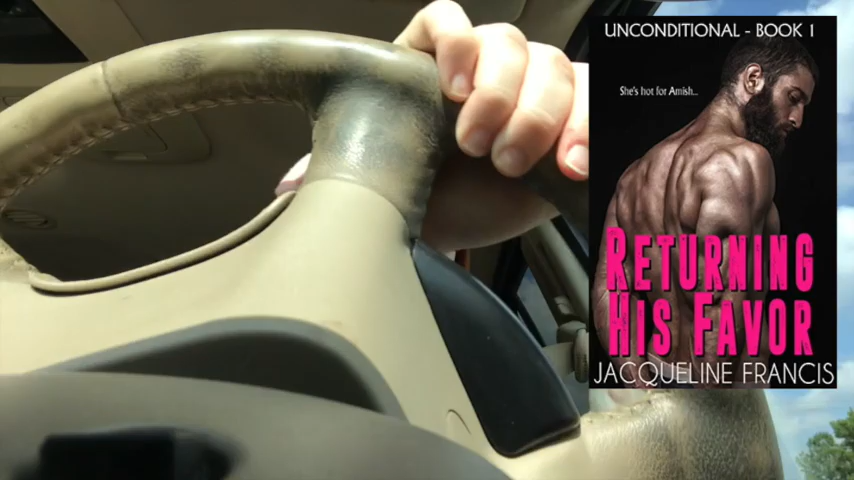 UNCONDITIONAL - BOOK 1
She's hot for Amish...
RETURNING
HIS FAVOR
JACQUELINE FRANCIS